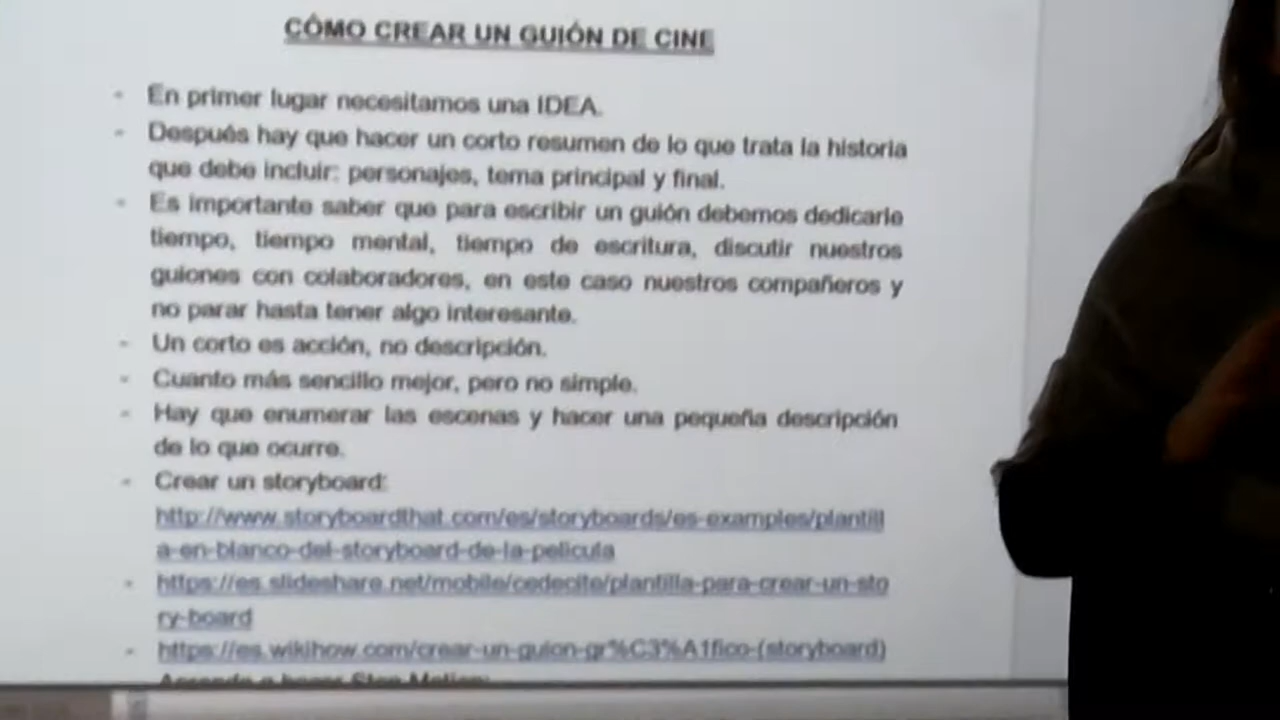 CÓMO CREAR UN GUIÓN DE CINE
- En primer lugar necesitamos una IDEA.
- Después hay que hacer un corto resumen de lo que trata la historia
que debe incluir: personajes, tema principal y final.
- Es importante saber que para escribir un guión debemos dedicarle
tiempo, tiempo mental, tiempo de escritura, discutir nuestros
guiones con colaboradores, en este caso nuestros compañeros y
no parar hasta tener algo interesante.
- Un corto es acción, no descripción.
- Cuanto más sencillo mejor, pero no simple.
- Hay que enumerar las escenas y hacer una pequeña descripción
de lo que ocurre.
- Crear un storyboard:
http://www.storyboardthat.com/es/storyboards/es-examples/plantill
a-en-blanco-del-storyboard-de-la-pelicula
- https://es.slideshare.net/mobile/cedecite/plantilla-para-crear-un-sto
ry-board
- https://es.wikihow.com/crear-un-guion-gr%C3%A1fico-(storyboard)
Aprende a hacer Stop Motion: